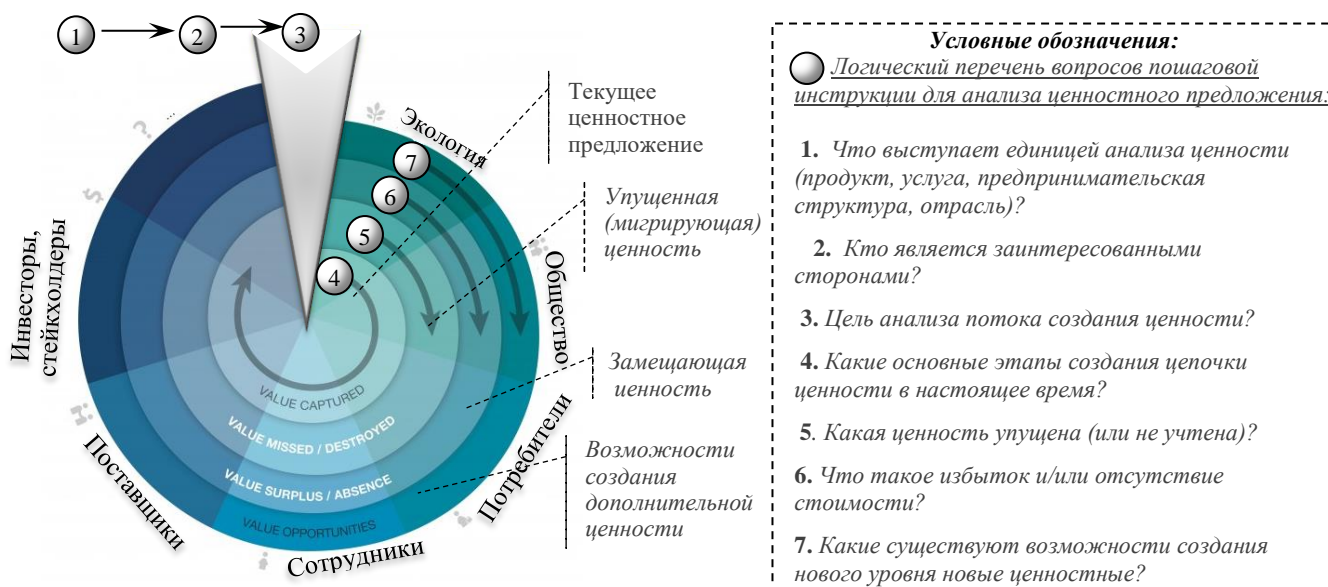 1
2
3
Экология
Общество
Потребители
Сотрудники
Поставщики
Инвесторы,
стейкхолдеры
?
...
$
7
6
5
4
VALUE CAPTURED
VALUE MISSED / DESTROYED
VALUE SURPLUS / ABSENCE
VALUE OPPORTUNITIES
Текущее
ценностное
предложение
Упущенная
(мигрирующая)
ценность
Замещающая
иенность
Возможности
создания
дополнительной
ценности
Условные обозначения:
Логический перечень вопросов пошаговой
инструкции для анализа ценностного предложения:
1. Что выступает единицей анализа ценности
(продукт, услуга, предпринимательская
структура, отрасль)?
2. Кто является заинтересованными
сторонами?
3. Цель анализа потока создания ценности?
4. Какие основные этапы создания цепочки
ценности в настоящее время?
5. Какая ценность упущена (или не учтена)?
6. Что такое избыток и/или отсутствие
стоимости?
7. Какие существуют возможности создания
нового уровня новые ценностные?